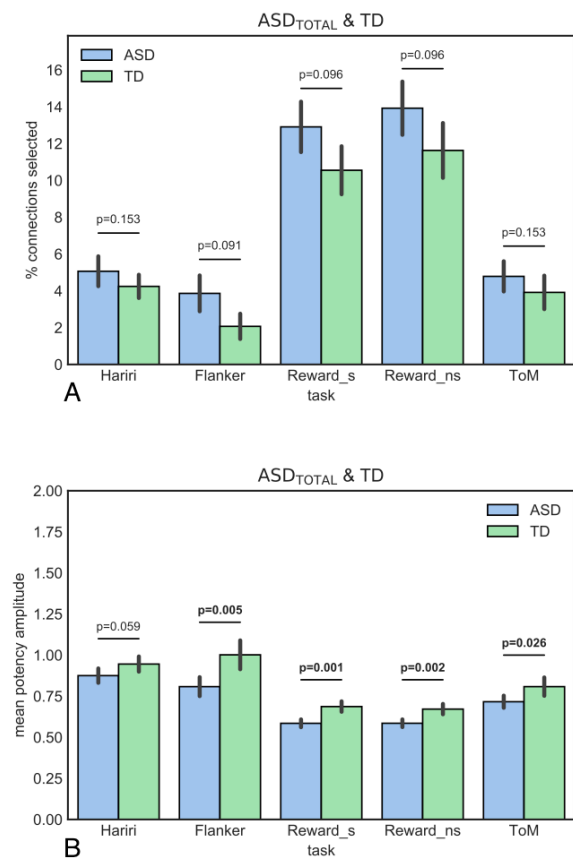 ASD_TOTAL & TD
ASD
TD
16
14
12
10
8
6
4
2
0
% connections selected
p=0.153
p=0.091
p=0.096
p=0.096
p=0.153
Hariri Flanker Reward_s Reward_ns ToM
task
A
ASD_TOTAL & TD
ASD
TD
2.00
1.75
1.50
1.25
1.00
0.75
0.50
0.25
0.00
mean potency amplitude
p=0.059
p=0.005
p=0.001
p=0.002
p=0.026
Hariri Flanker Reward_s Reward_ns ToM
task
B